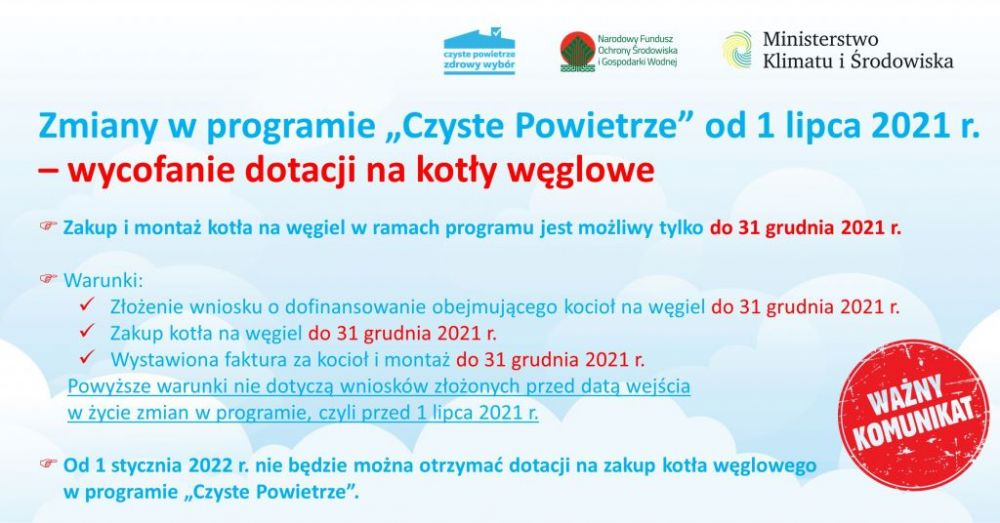 czyste powietrze
zdrowy wybór
Narodowy Fundusz
Ochrony Środowiska
i Gospodarki Wodnej
Ministerstwo
Klimatu i Środowiska
Zmiany w programie „Czyste Powietrze” od 1 lipca 2021 r.
– wycofanie dotacji na kotły węglowe
Zakup i montaż kotła na węgiel w ramach programu jest możliwy tylko do 31 grudnia 2021 r.
Warunki:
Złożenie wniosku o dofinansowanie obejmującego kocioł na węgiel do 31 grudnia 2021 r.
Zakup kotła na węgiel do 31 grudnia 2021 r.
Wystawiona faktura za kocioł i montaż do 31 grudnia 2021 r.
Powyższe warunki nie dotyczą wniosków złożonych przed datą wejścia
w życie zmian w programie, czyli przed 1 lipca 2021 r.
WAŻNY
KOMUNIKAT
Od 1 stycznia 2022 r. nie będzie można otrzymać dotacji na zakup kotła węglowego
w programie „Czyste Powietrze”.